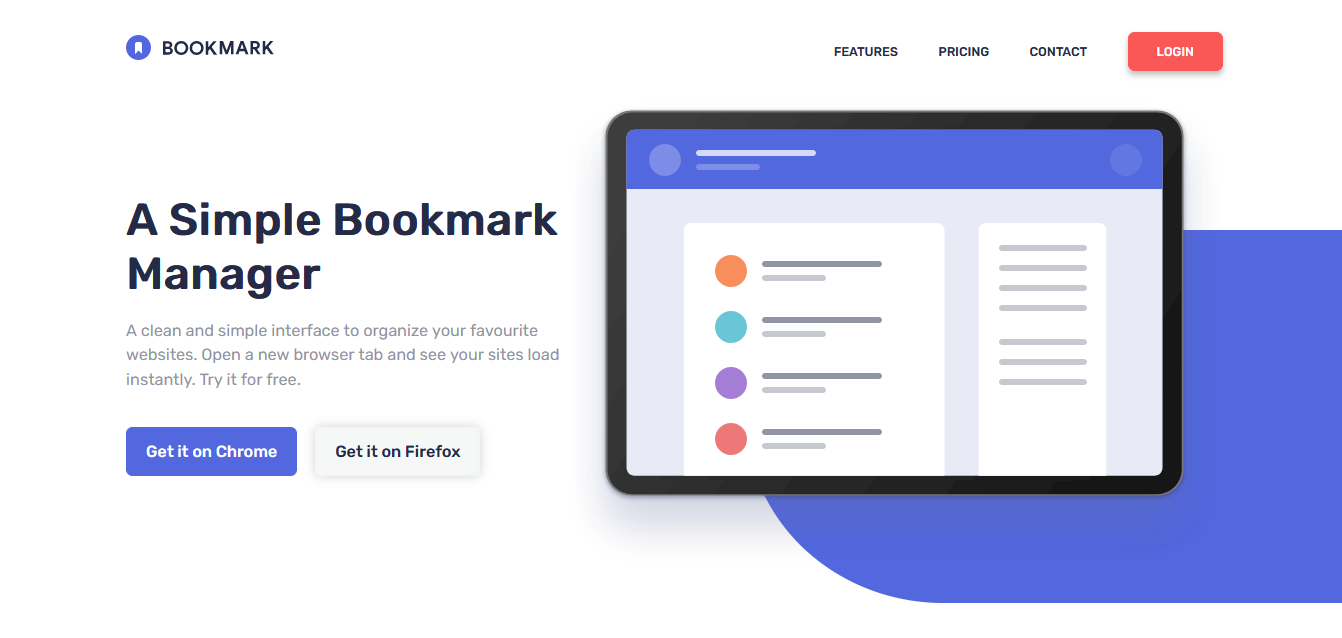 BOOKMARK
FEATURES PRICING CONTACT LOGIN
A Simple Bookmark
Manager
A clean and simple interface to organize your favourite
websites. Open a new browser tab and see your sites load
instantly. Try it for free.
Get it on Chrome Get it on Firefox